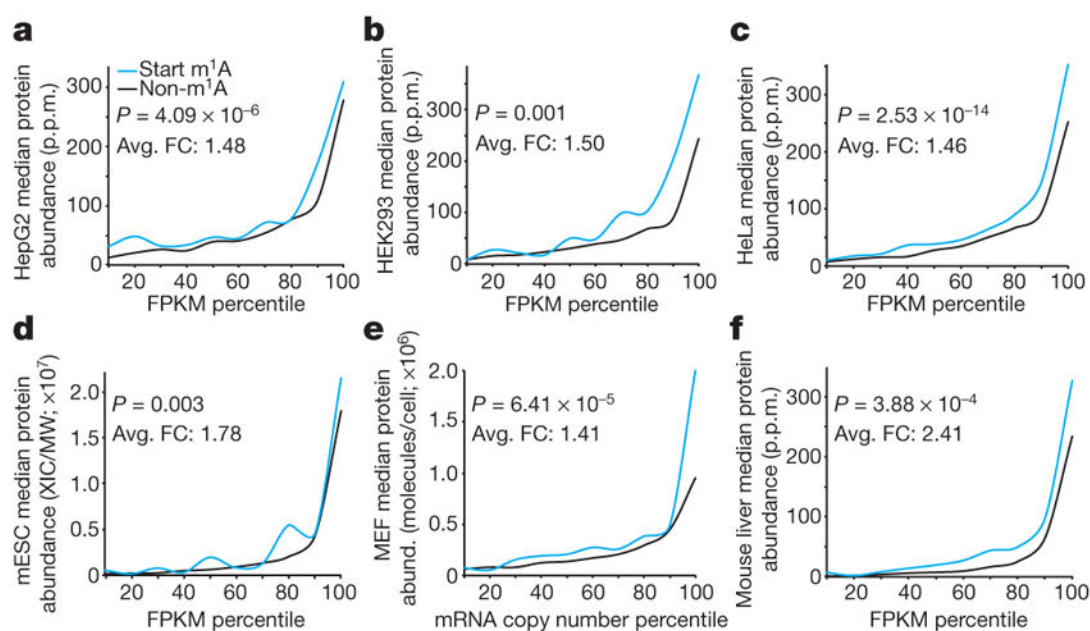 a
HepG2 median protein
abundance (p.p.m.)
300
200
100
0
Start m¹A
Non-m¹A
P = 4.09 × 10⁻⁶
Avg. FC: 1.48
20 40 60 80 100
FPKM percentile
b
HEK293 median protein
abundance (p.p.m.)
400
300
200
100
0
P = 0.001
Avg. FC: 1.50
20 40 60 80 100
FPKM percentile
c
HeLa median protein
abundance (p.p.m.)
300
200
100
0
P = 2.53 × 10⁻¹⁴
Avg. FC: 1.46
20 40 60 80 100
FPKM percentile
d
mESC median protein
abundance (XIC/MW; ×10⁷)
2.0
1.5
1.0
0.5
0
P = 0.003
Avg. FC: 1.78
20 40 60 80 100
FPKM percentile
e
MEF median protein
abund. (molecules/cell; ×10⁶)
2.0
1.5
1.0
0.5
0
P = 6.41 × 10⁻⁵
Avg. FC: 1.41
20 40 60 80 100
mRNA copy number percentile
f
Mouse liver median protein
abundance (p.p.m.)
300
200
100
0
P = 3.88 × 10⁻⁴
Avg. FC: 2.41
20 40 60 80 100
FPKM percentile